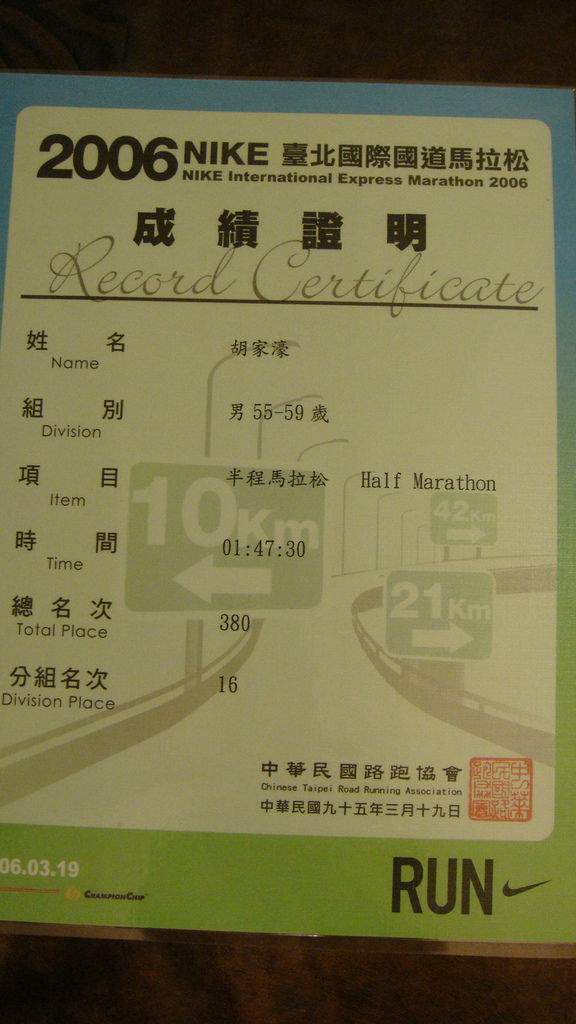 2006 NIKE 臺北國際國道馬拉松
NIKE International Express Marathon 2006
成績證明
Record Certificate
姓名 胡家濠
Name
組別 男 55-59 歲
Division
項目 半程馬拉松 Half Marathon
Item
時間 01:47:30
Time
總名次 380
Total Place
分組名次 16
Division Place
10Km
42Km
21Km
中華民國路跑協會
Chinese Taipei Road Running Association
中華民國九十五年三月十九日
06.03.19
CHAMPIONCHIP
RUN